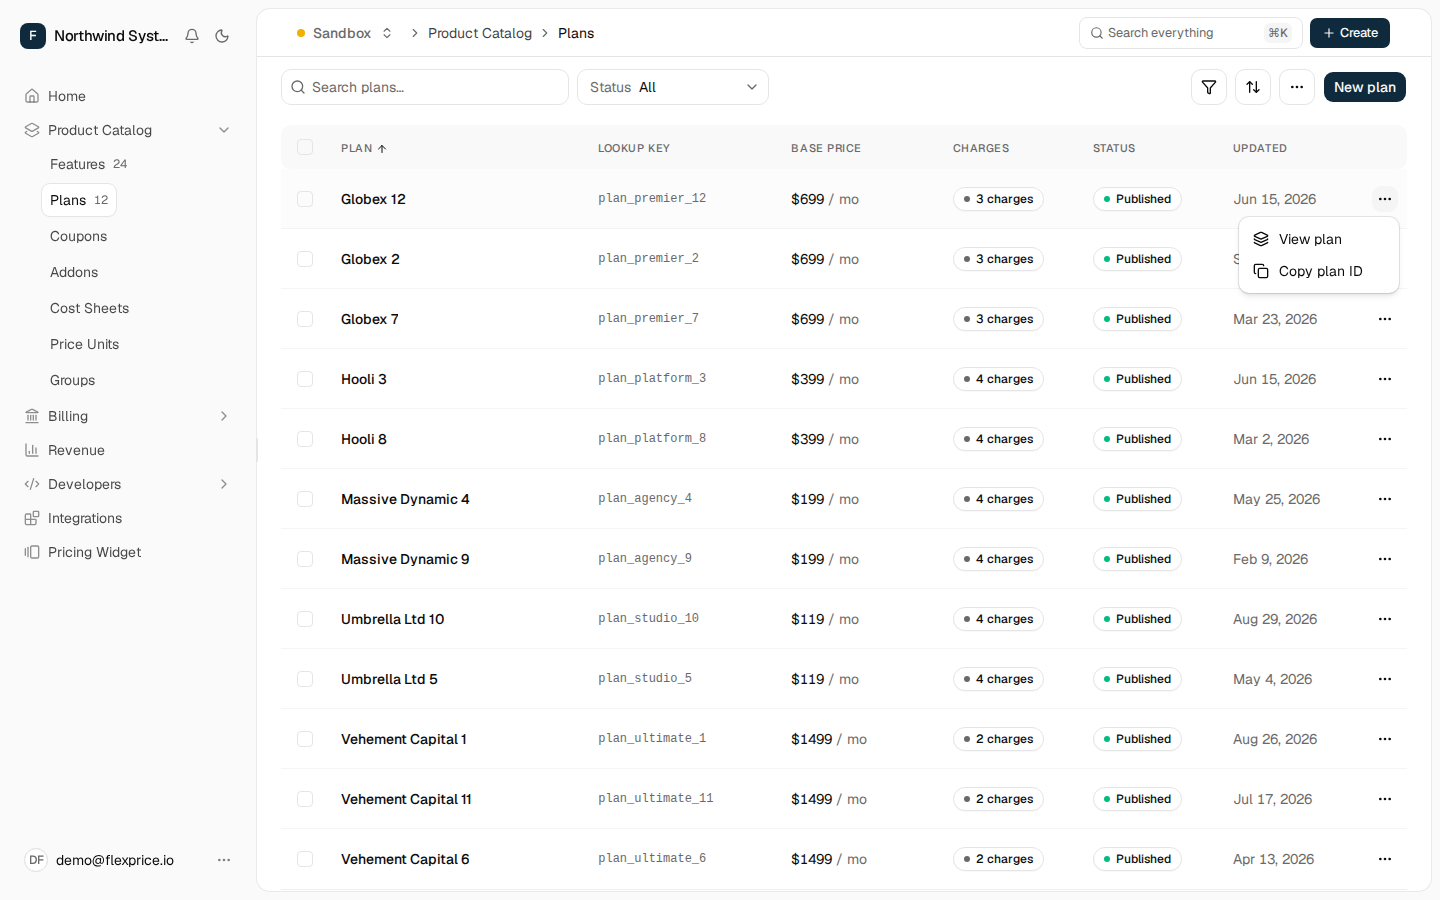 F Northwind Syst...
Home
Product Catalog
Features 24
Plans 12
Coupons
Addons
Cost Sheets
Price Units
Groups
Billing
Revenue
Developers
Integrations
Pricing Widget
DF demo@flexprice.io
Sandbox Product Catalog Plans
Search everything ⌘K Create
Search plans... Status All New plan
PLAN LOOKUP KEY BASE PRICE CHARGES STATUS UPDATED
Globex 12 plan_premier_12 $699 / mo 3 charges Published Jun 15, 2026
View plan
Copy plan ID
Globex 2 plan_premier_2 $699 / mo 3 charges Published
Globex 7 plan_premier_7 $699 / mo 3 charges Published Mar 23, 2026
Hooli 3 plan_platform_3 $399 / mo 4 charges Published Jun 15, 2026
Hooli 8 plan_platform_8 $399 / mo 4 charges Published Mar 2, 2026
Massive Dynamic 4 plan_agency_4 $199 / mo 4 charges Published May 25, 2026
Massive Dynamic 9 plan_agency_9 $199 / mo 4 charges Published Feb 9, 2026
Umbrella Ltd 10 plan_studio_10 $119 / mo 4 charges Published Aug 29, 2026
Umbrella Ltd 5 plan_studio_5 $119 / mo 4 charges Published May 4, 2026
Vehement Capital 1 plan_ultimate_1 $1499 / mo 2 charges Published Aug 26, 2026
Vehement Capital 11 plan_ultimate_11 $1499 / mo 2 charges Published Jul 17, 2026
Vehement Capital 6 plan_ultimate_6 $1499 / mo 2 charges Published Apr 13, 2026